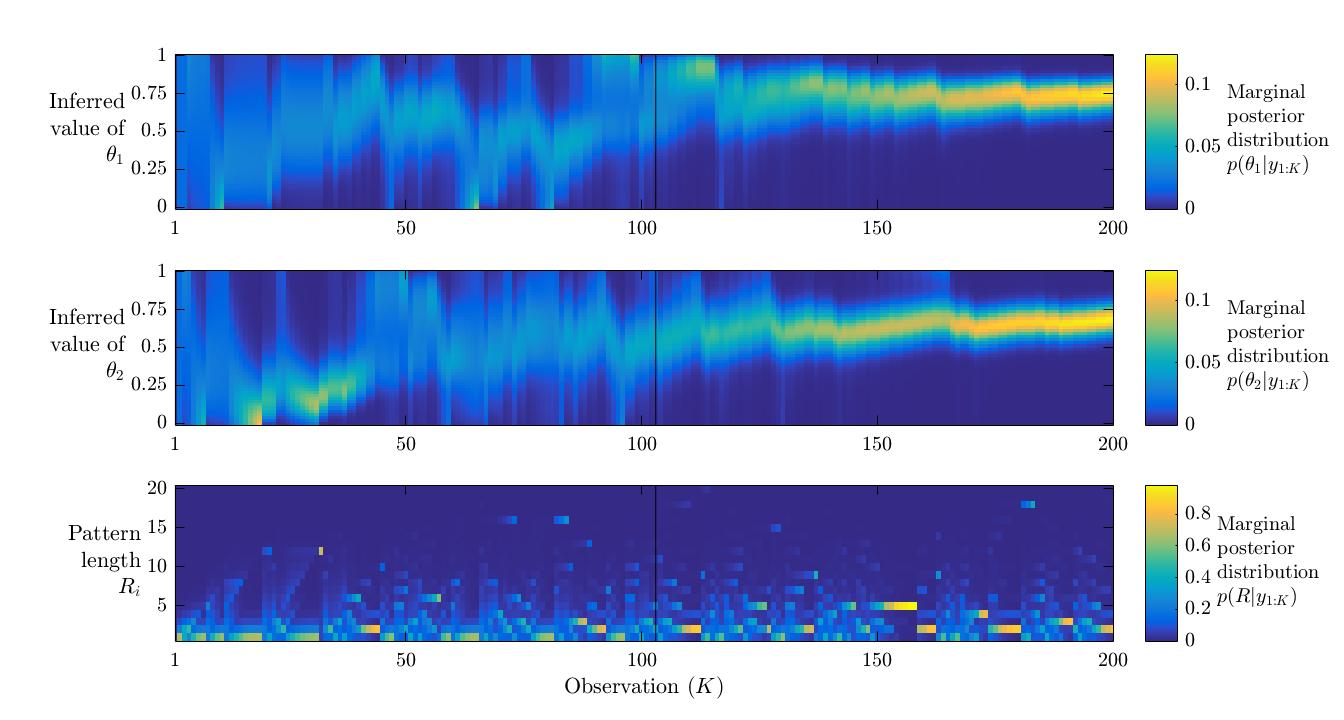 Inferred
value of
θ₁
1
0.75
0.5
0.25
0
1
50
100
150
200
0.1
0.05
0
Marginal
posterior
distribution
p(θ₁|y₁:K)
Inferred
value of
θ₂
1
0.75
0.5
0.25
0
1
50
100
150
200
0.1
0.05
0
Marginal
posterior
distribution
p(θ₂|y₁:K)
Pattern
length
Rᵢ
20
15
10
5
1
50
100
150
200
Observation (K)
0.8
0.6
0.4
0.2
0
Marginal
posterior
distribution
p(R|y₁:K)